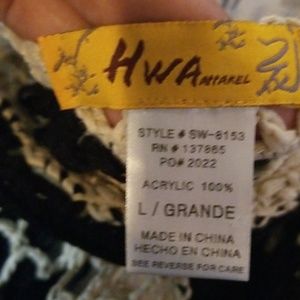 HWA APPAREL
STYLE # SW-8153
RN # 137865
PO# 2022
ACRYLIC 100%
L / GRANDE
MADE IN CHINA
HECHO EN CHINA
SEE REVERSE FOR CARE